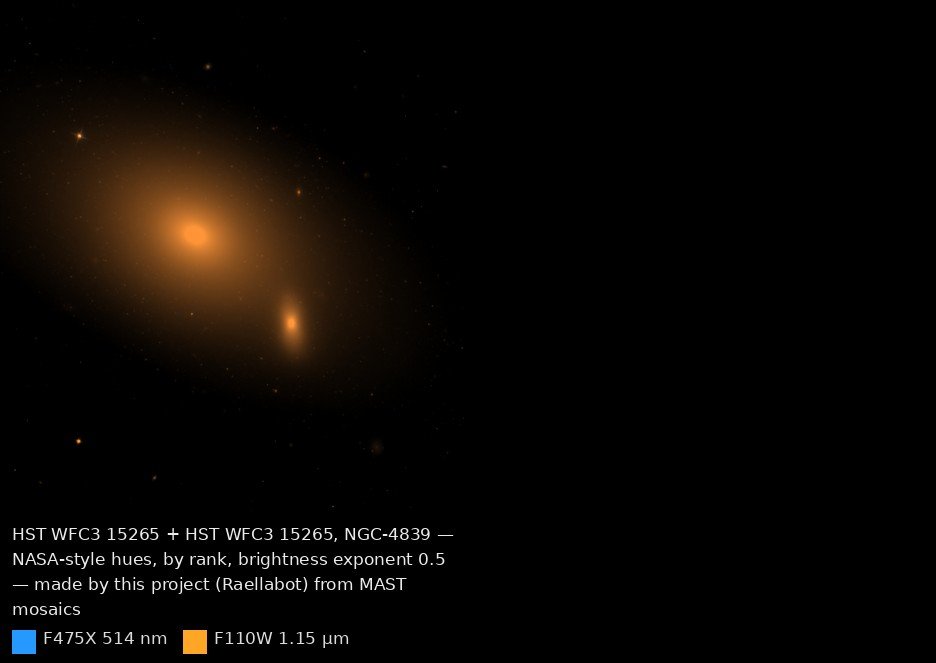 HST WFC3 15265 + HST WFC3 15265, NGC-4839 —
NASA-style hues, by rank, brightness exponent 0.5
— made by this project (Raellabot) from MAST
mosaics
F475X 514 nm F110W 1.15 µm